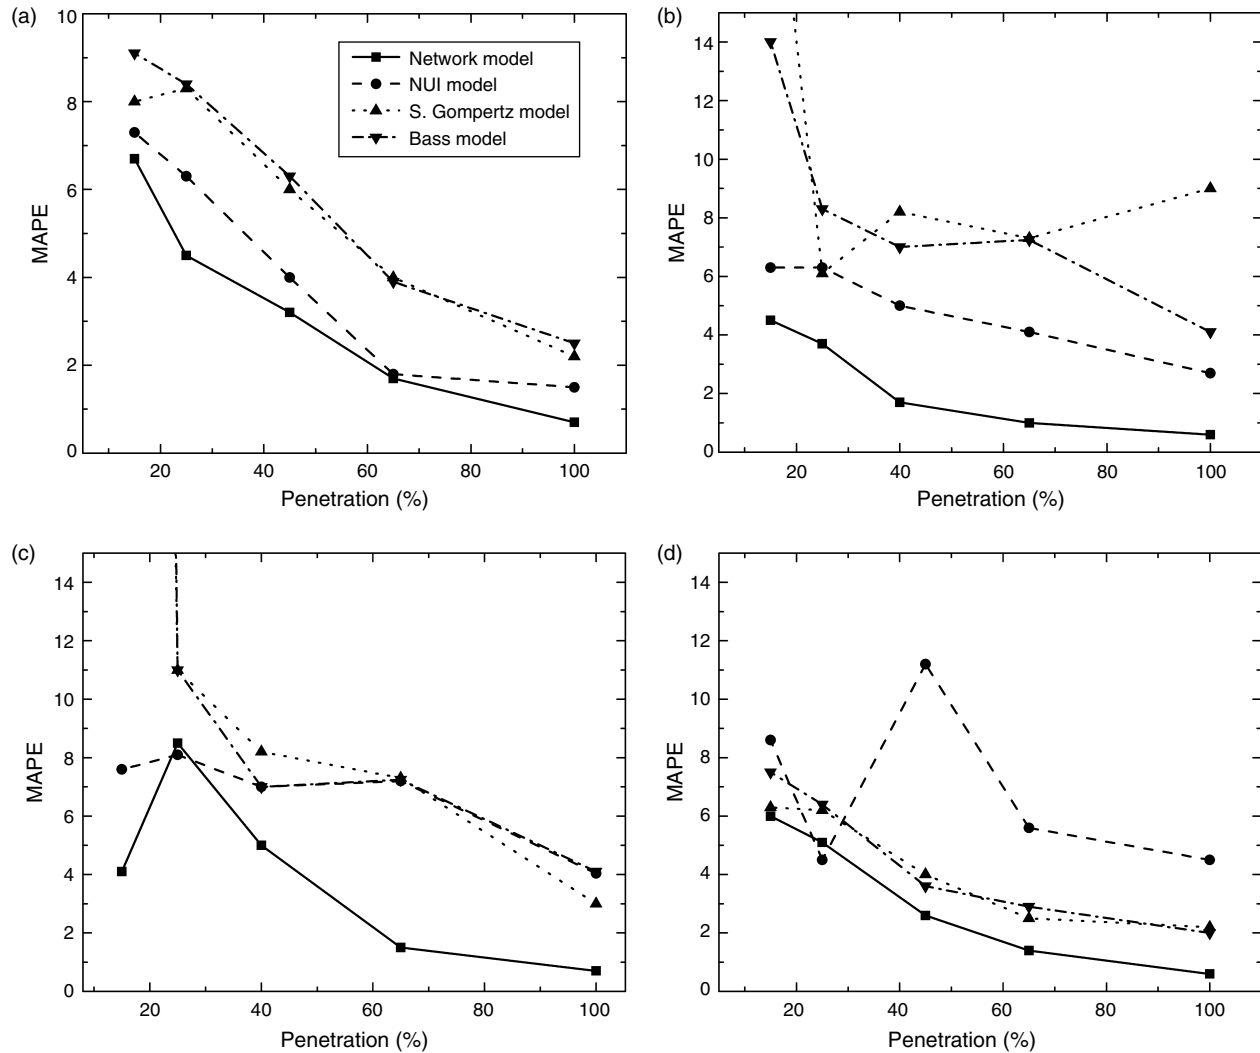 (a)
10
8
6
4
2
0
MAPE
Network model
NUI model
S. Gompertz model
Bass model
20 40 60 80 100
Penetration (%)
(b)
14
12
10
8
6
4
2
0
MAPE
20 40 60 80 100
Penetration (%)
(c)
14
12
10
8
6
4
2
0
MAPE
20 40 60 80 100
Penetration (%)
(d)
14
12
10
8
6
4
2
0
MAPE
20 40 60 80 100
Penetration (%)